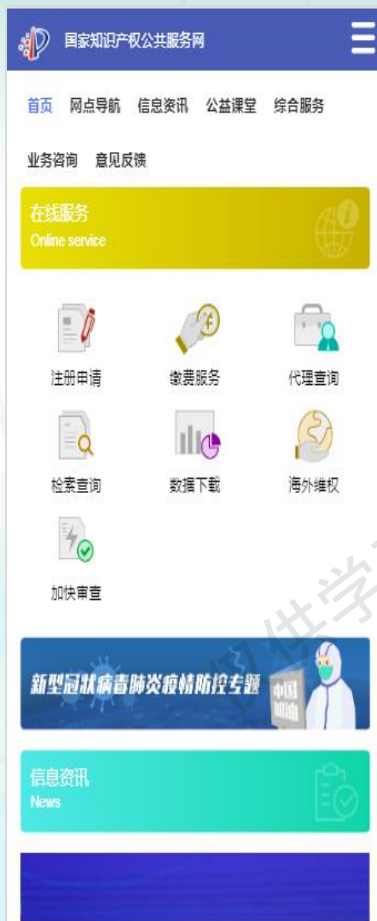 国家知识产权公共服务网
首页 网点导航 信息资讯 公益课堂 综合服务
业务咨询 意见反馈
在线服务
Online service
注册申请 缴费服务 代理查询
检索查询 数据下载 海外维权
加快审查
新型冠状病毒肺炎疫情防控专题
中国
加油
信息资讯
News
仅供学